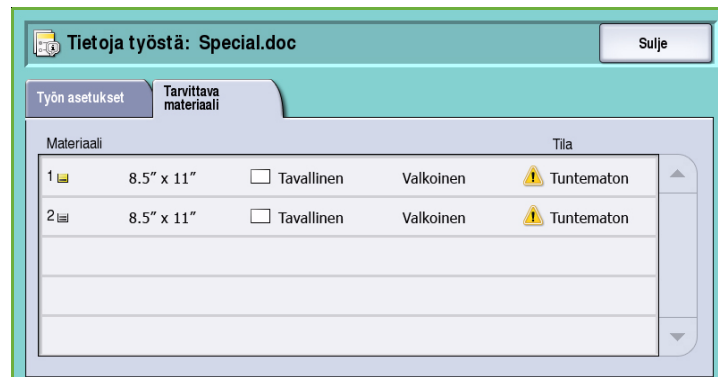 Tietoja työstä: Special.doc
Sulje
Työn asetukset
Tarvittava
materiaali
Materiaali Tila
1 8.5" x 11" Tavallinen Valkoinen Tuntematon
2 8.5" x 11" Tavallinen Valkoinen Tuntematon